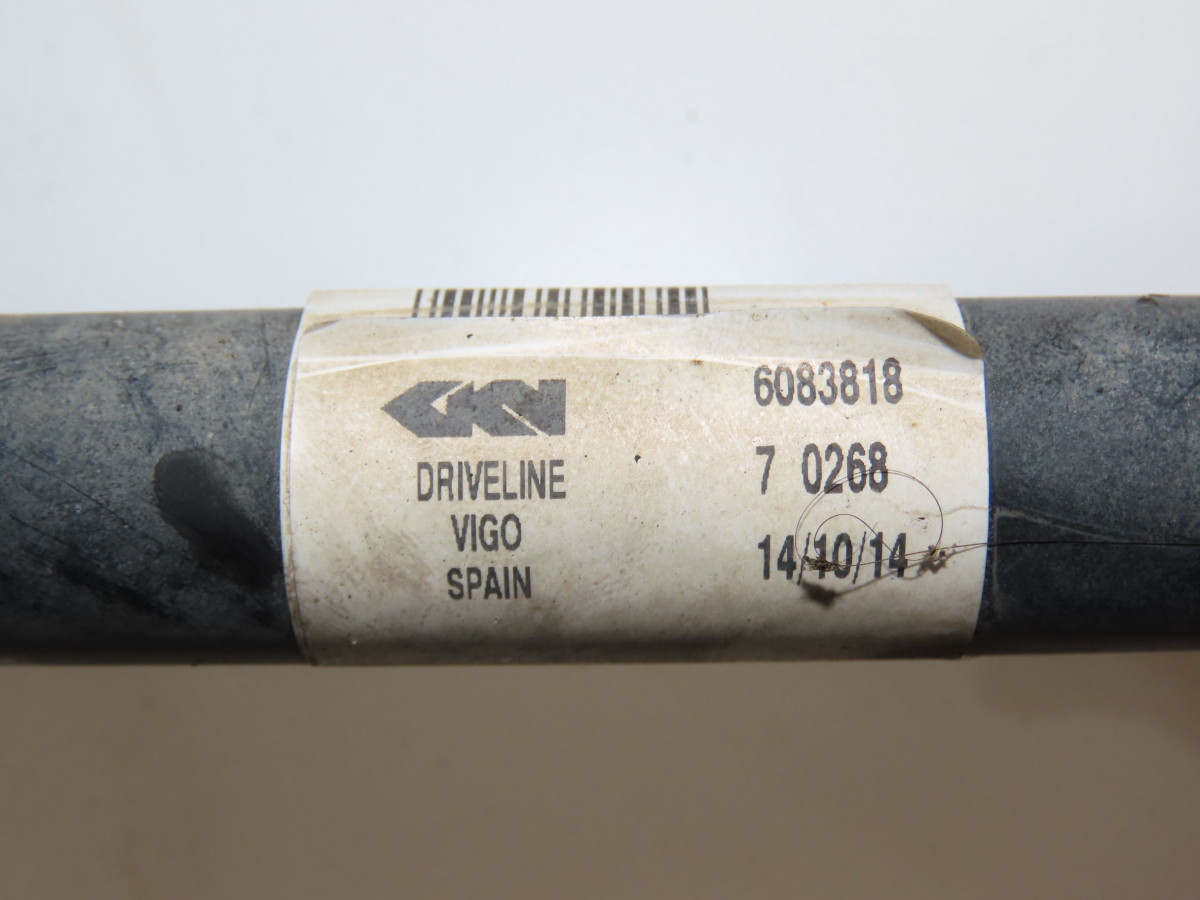 GKN
DRIVELINE
VIGO
SPAIN
6083818
7 0268
14/10/14